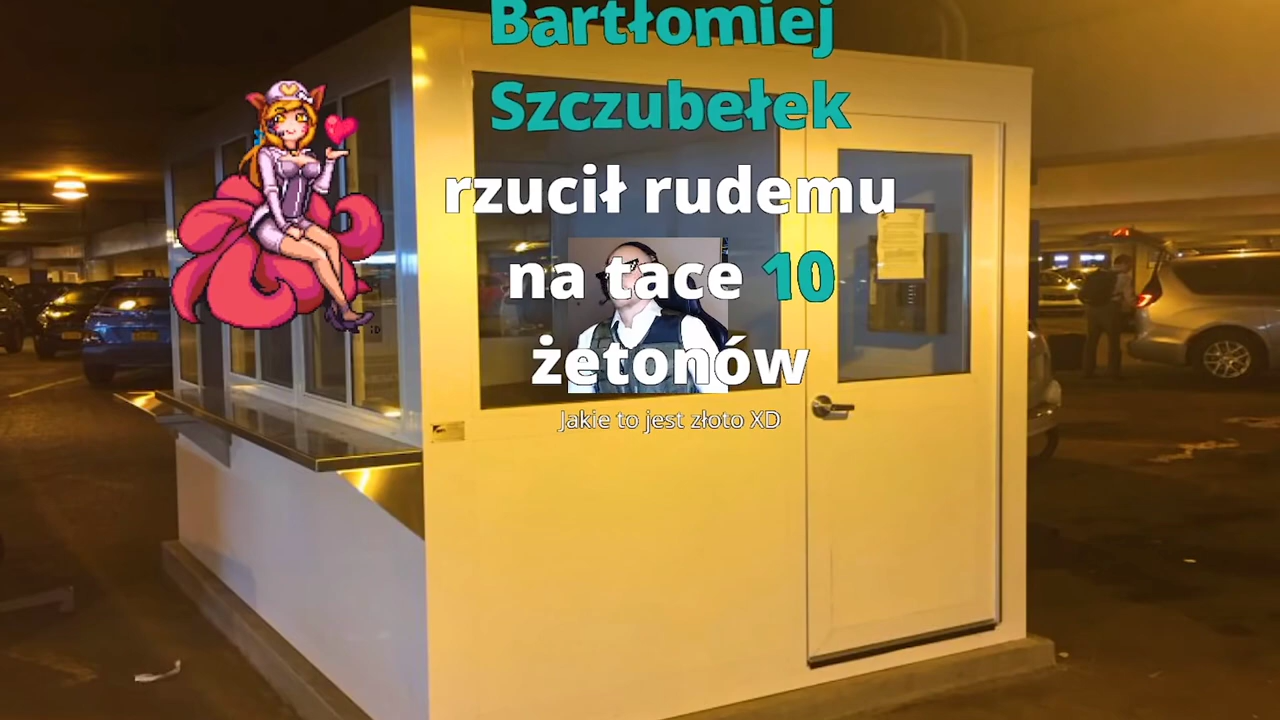 Bartłomiej
Szczubełek
rzucił rudemu
na tace 10
żetonów
Jakie to jest złoto XD